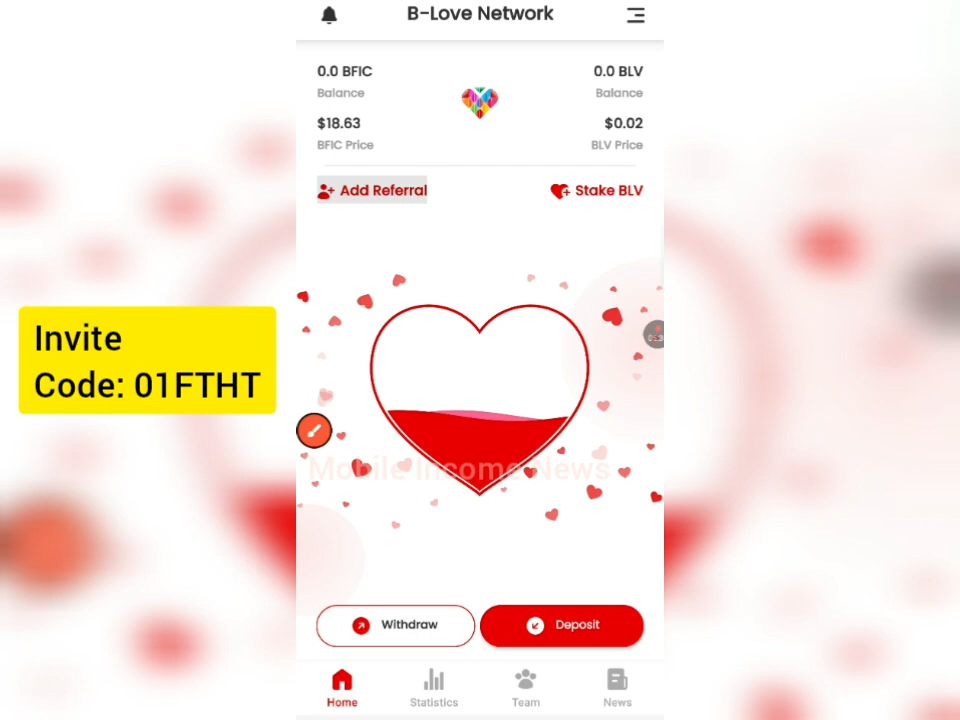 B-Love Network
0.0 BFIC
0.0 BLV
Balance
Balance
$18.63
$0.02
BFIC Price
BLV Price
Add Referral
Stake BLV
Invite
Code: 01FTHT
Mobile Income News
Withdraw
Deposit
Home
Statistics
Team
News